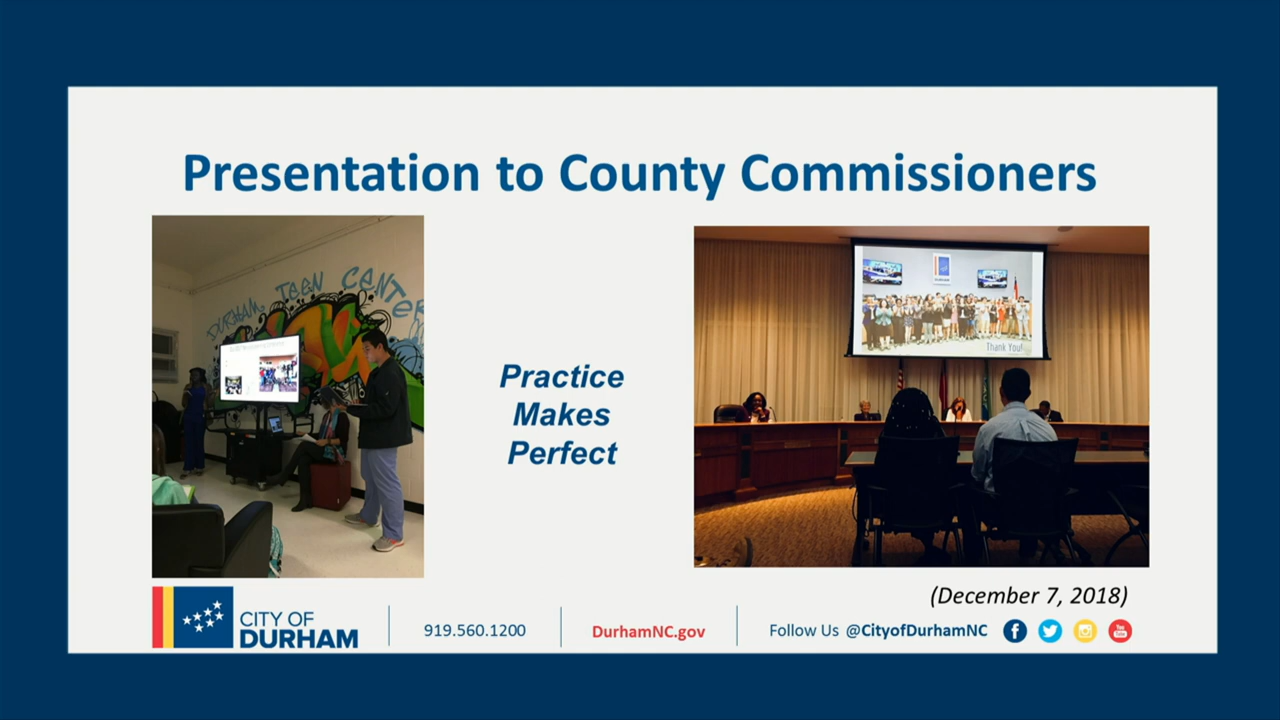 Presentation to County Commissioners
DURHAM TEEN CENTER
Practice
Makes
Perfect
DURHAM
Thank You!
(December 7, 2018)
CITY OF
DURHAM
919.560.1200
DurhamNC.gov
Follow Us @CityofDurhamNC